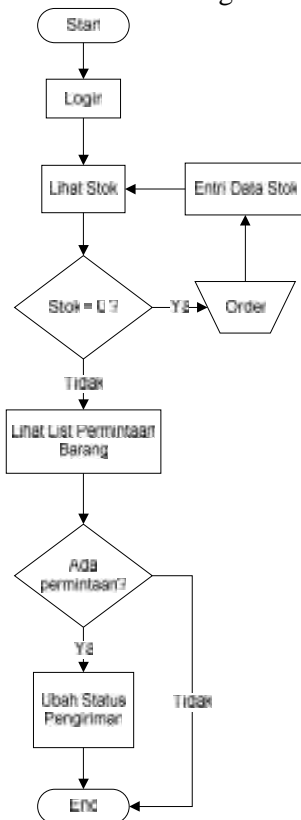 Start
Login
Lihat Stok
Entri Data Stok
Stok = 0 ?
Ya
Order
Tidak
Lihat List Permintaan
Barang
Ada
permintaan?
Ya
Ubah Status
Pengiriman
Tidak
End